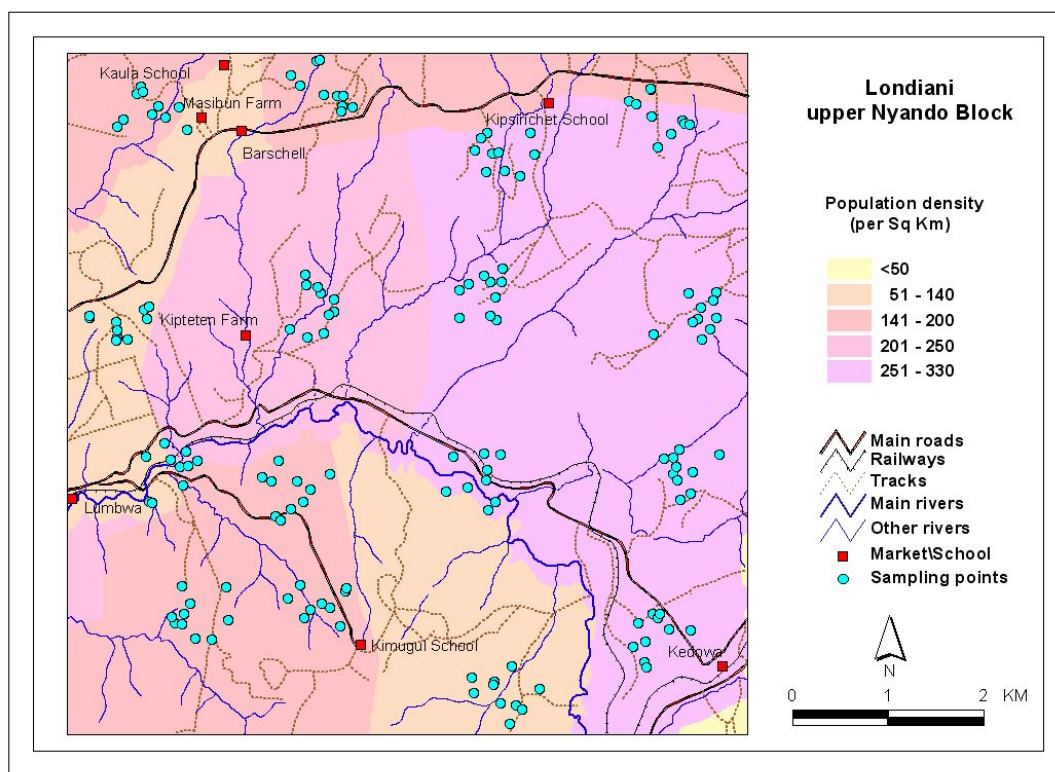 Kaula School
Masibun Farm
Barschell
Kipsirichet School
Kipteten Farm
Lumbwa
Kimugul School
Kedowa
Londiani
upper Nyando Block
Population density
(per Sq Km)
<50
51 - 140
141 - 200
201 - 250
251 - 330
Main roads
Railways
Tracks
Main rivers
Other rivers
Market\School
Sampling points
N
0 1 2 KM